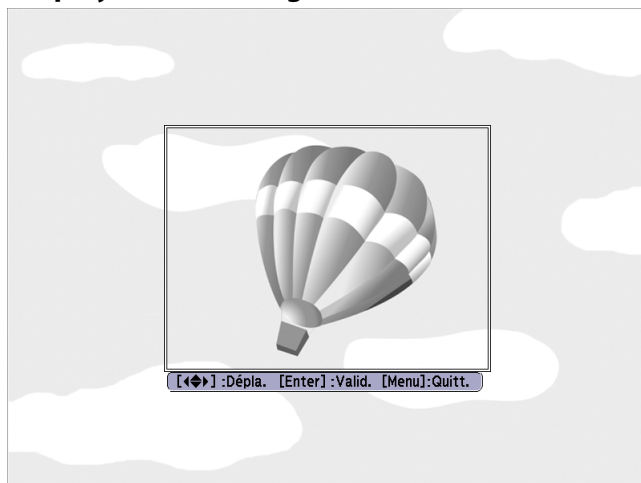 [◀◆▶] :Dépla. [Enter] :Valid. [Menu]:Quitt.